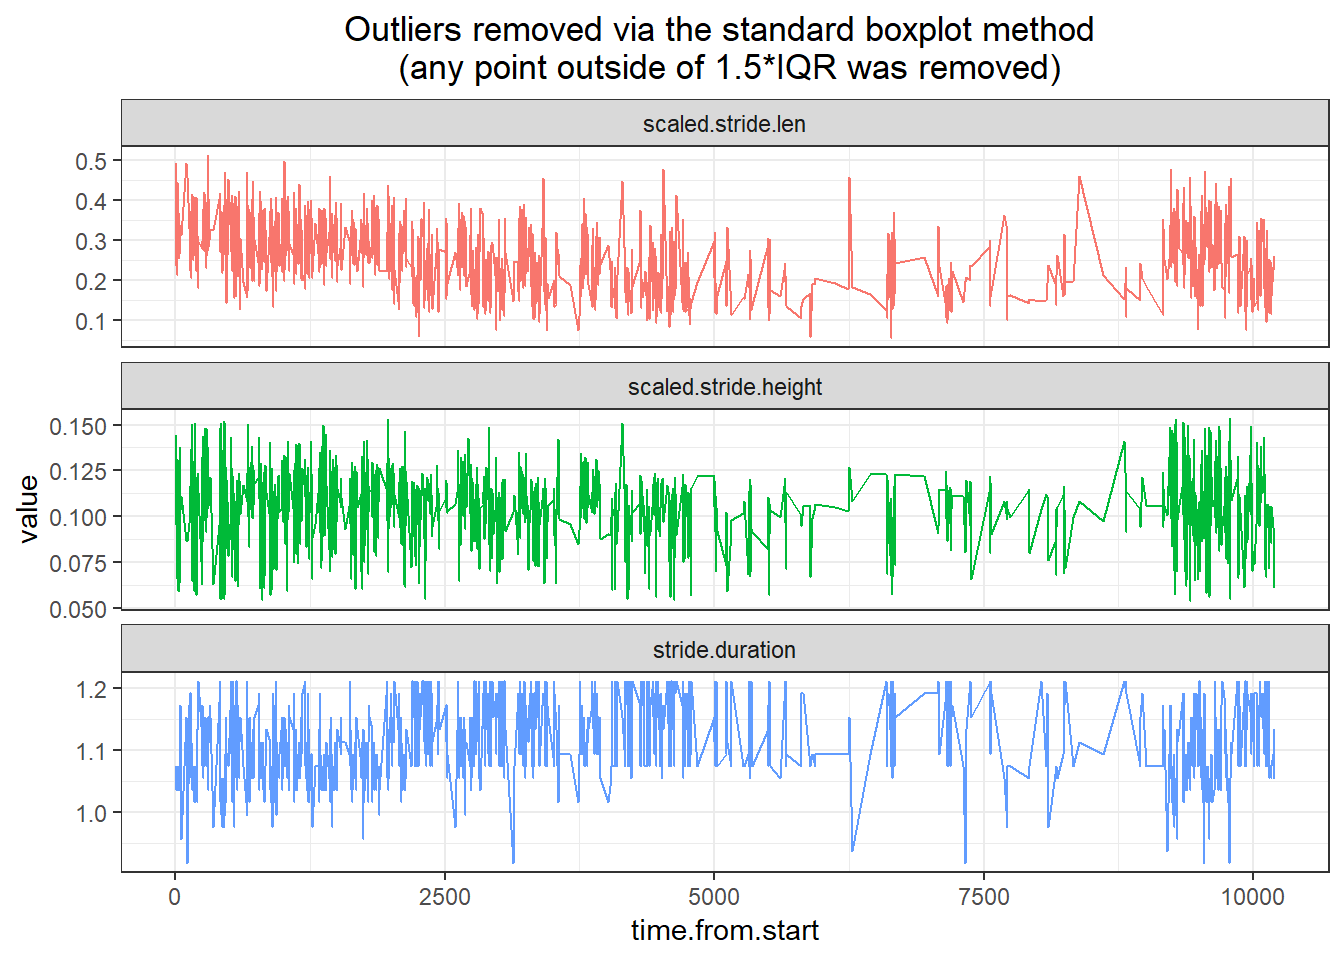 Outliers removed via the standard boxplot method
(any point outside of 1.5*IQR was removed)
scaled.stride.len
0.5
0.4
0.3
0.2
0.1
scaled.stride.height
0.150
0.125
0.100
0.075
0.050
value
stride.duration
1.2
1.1
1.0
0
2500
5000
7500
10000
time.from.start